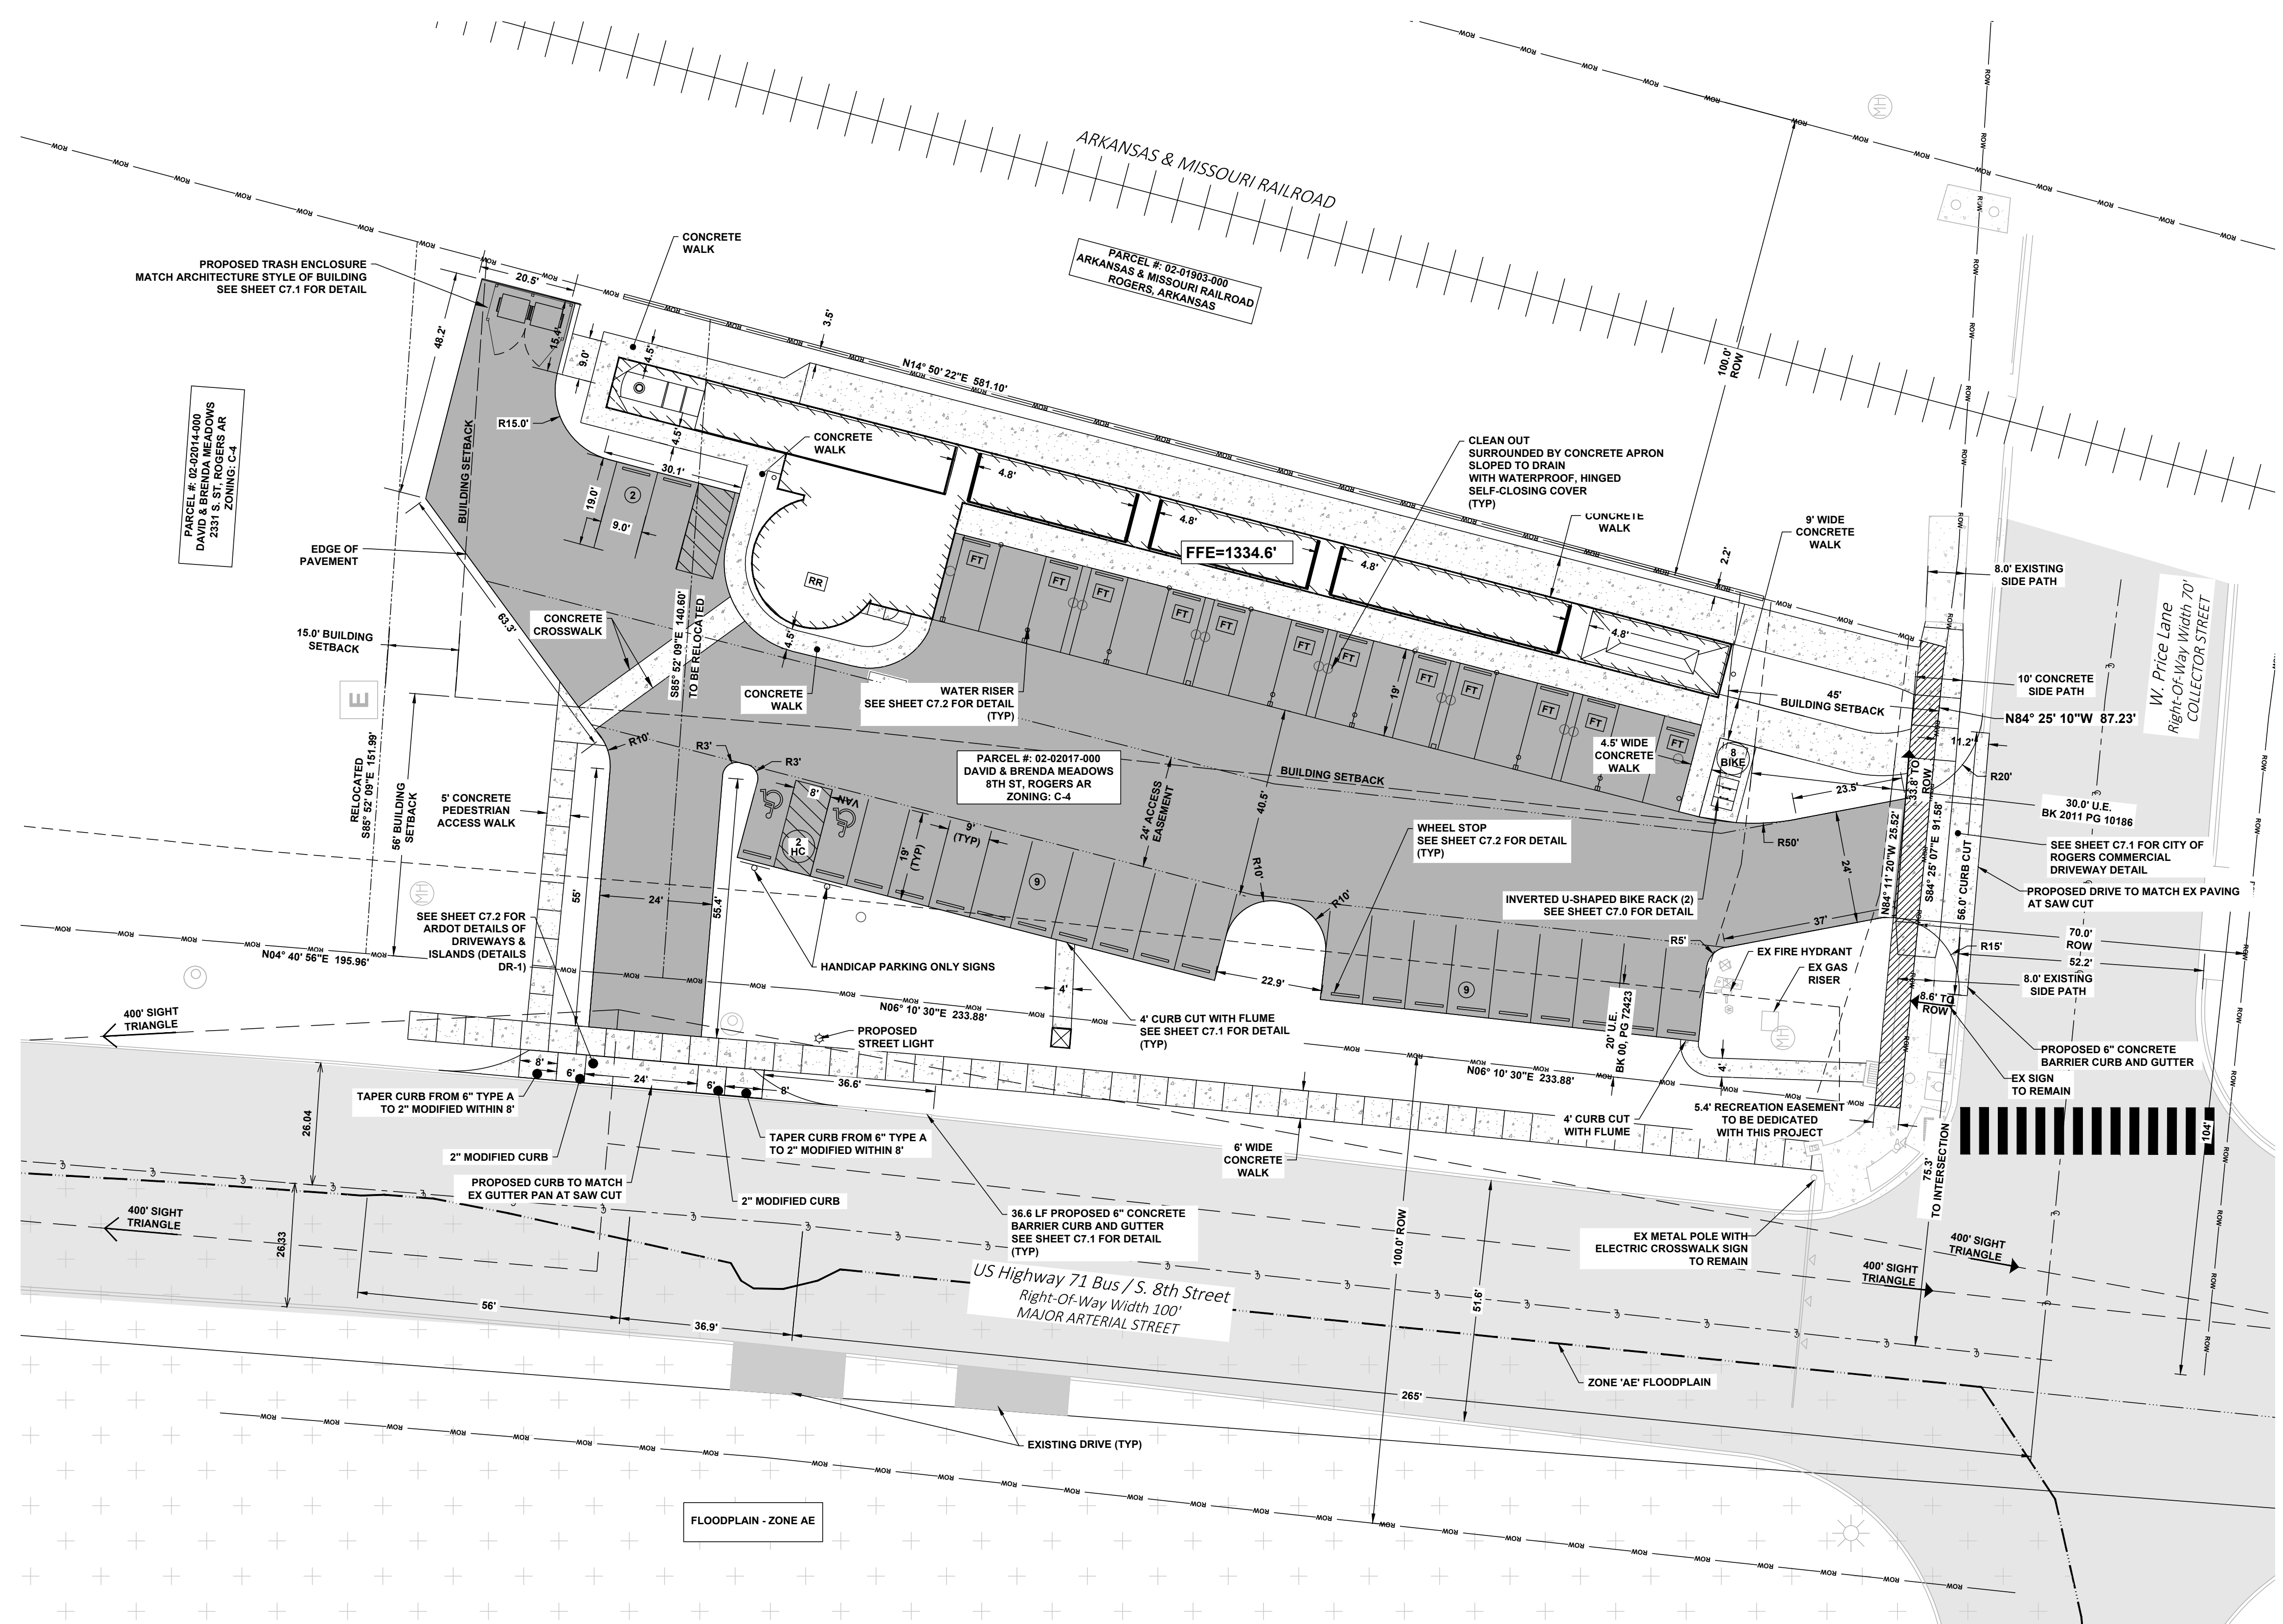 ARKANSAS & MISSOURI RAILROAD
CONCRETE
WALK
PROPOSED TRASH ENCLOSURE
MATCH ARCHITECTURE STYLE OF BUILDING
SEE SHEET C7.1 FOR DETAIL
PARCEL #: 02-01903-000
ARKANSAS & MISSOURI RAILROAD
ROGERS, ARKANSAS
20.5'
48.2'
15.4'
9.0'
4.5'
3.5'
N14° 50' 22"E 581.10'
100.0'
ROW
PARCEL #: 02-02014-000
DAVID & BRENDA MEADOWS
2331 S. ST, ROGERS AR
ZONING: C-4
R15.0'
4.5'
CONCRETE
WALK
30.1'
19.0'
2
9.0'
BUILDING SETBACK
4.8'
4.8'
4.8'
4.8'
CLEAN OUT
SURROUNDED BY CONCRETE APRON
SLOPED TO DRAIN
WITH WATERPROOF, HINGED
SELF-CLOSING COVER
(TYP)
CONCRETE
WALK
9' WIDE
CONCRETE
WALK
2.2'
FFE=1334.6'
EDGE OF
PAVEMENT
RR
FT
FT
FT
FT
FT
FT
FT
FT
FT
FT
FT
FT
8.0' EXISTING
SIDE PATH
W. Price Lane
Right-Of-Way Width 70'
COLLECTOR STREET
63.3'
CONCRETE
CROSSWALK
S85° 52' 09"E 140.60'
TO BE RELOCATED
15.0' BUILDING
SETBACK
4.5'
CONCRETE
WALK
WATER RISER
SEE SHEET C7.2 FOR DETAIL
(TYP)
19'
45'
BUILDING SETBACK
10' CONCRETE
SIDE PATH
N84° 25' 10"W 87.23'
11.2'
E
R10'
R3'
R3'
PARCEL #: 02-02017-000
DAVID & BRENDA MEADOWS
8TH ST, ROGERS AR
ZONING: C-4
BUILDING SETBACK
4.5' WIDE
CONCRETE
WALK
8
BIKE
R20'
23.5'
33.8' TO
ROW
30.0' U.E.
BK 2011 PG 10186
RELOCATED
S85° 52' 09"E 151.99'
56' BUILDING
SETBACK
5' CONCRETE
PEDESTRIAN
ACCESS WALK
8'
VAN
2
HC
19'
(TYP)
9'
(TYP)
9
24' ACCESS
EASEMENT
40.5'
WHEEL STOP
SEE SHEET C7.2 FOR DETAIL
(TYP)
R50'
24'
N84° 11' 20"W 25.52'
S84° 25' 07"E 91.58'
56.0' CURB CUT
SEE SHEET C7.1 FOR CITY OF
ROGERS COMMERCIAL
DRIVEWAY DETAIL
MH
55'
24'
55.4'
R10'
R10'
INVERTED U-SHAPED BIKE RACK (2)
SEE SHEET C7.0 FOR DETAIL
PROPOSED DRIVE TO MATCH EX PAVING
AT SAW CUT
37'
SEE SHEET C7.2 FOR
ARDOT DETAILS OF
DRIVEWAYS &
ISLANDS (DETAILS
DR-1)
R5'
EX FIRE HYDRANT
EX GAS
RISER
R15'
70.0'
ROW
52.2'
N04° 40' 56"E 195.96'
HANDICAP PARKING ONLY SIGNS
4'
22.9'
9
20' U.E.
BK 00, PG 72423
8.0' EXISTING
SIDE PATH
8.6' TO
ROW
N06° 10' 30"E 233.88'
4' CURB CUT WITH FLUME
SEE SHEET C7.1 FOR DETAIL
(TYP)
400' SIGHT
TRIANGLE
PROPOSED
STREET LIGHT
MH
PROPOSED 6" CONCRETE
BARRIER CURB AND GUTTER
8'
6'
24'
6'
8'
36.6'
N06° 10' 30"E 233.88'
4'
EX SIGN
TO REMAIN
TAPER CURB FROM 6" TYPE A
TO 2" MODIFIED WITHIN 8'
26.04
4' CURB CUT
WITH FLUME
5.4' RECREATION EASEMENT
TO BE DEDICATED
WITH THIS PROJECT
TAPER CURB FROM 6" TYPE A
TO 2" MODIFIED WITHIN 8'
6' WIDE
CONCRETE
WALK
104'
2" MODIFIED CURB
75.3'
TO INTERSECTION
PROPOSED CURB TO MATCH
EX GUTTER PAN AT SAW CUT
2" MODIFIED CURB
400' SIGHT
TRIANGLE
26.33
36.6 LF PROPOSED 6" CONCRETE
BARRIER CURB AND GUTTER
SEE SHEET C7.1 FOR DETAIL
(TYP)
100.0' ROW
EX METAL POLE WITH
ELECTRIC CROSSWALK SIGN
TO REMAIN
400' SIGHT
TRIANGLE
400' SIGHT
TRIANGLE
US Highway 71 Bus / S. 8th Street
Right-Of-Way Width 100'
MAJOR ARTERIAL STREET
56'
36.9'
51.6'
ZONE 'AE' FLOODPLAIN
265'
EXISTING DRIVE (TYP)
FLOODPLAIN - ZONE AE